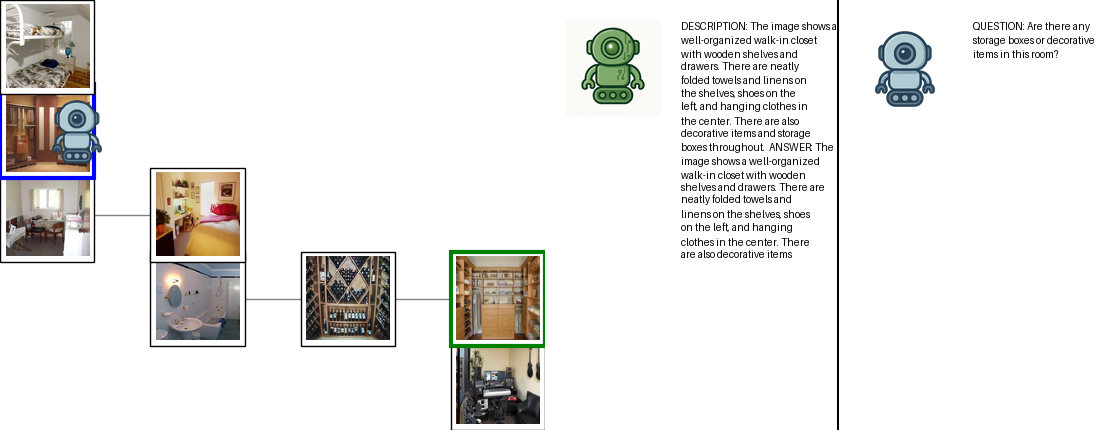 DESCRIPTION: The image shows a
well-organized walk-in closet
with wooden shelves and
drawers. There are neatly
folded towels and linens on
the shelves, shoes on the
left, and hanging clothes in
the center. There are also
decorative items and storage
boxes throughout.  ANSWER: The
image shows a well-organized
walk-in closet with wooden
shelves and drawers. There are
neatly folded towels and
linens on the shelves, shoes
on the left, and hanging
clothes in the center. There
are also decorative items
QUESTION: Are there any
storage boxes or decorative
items in this room?